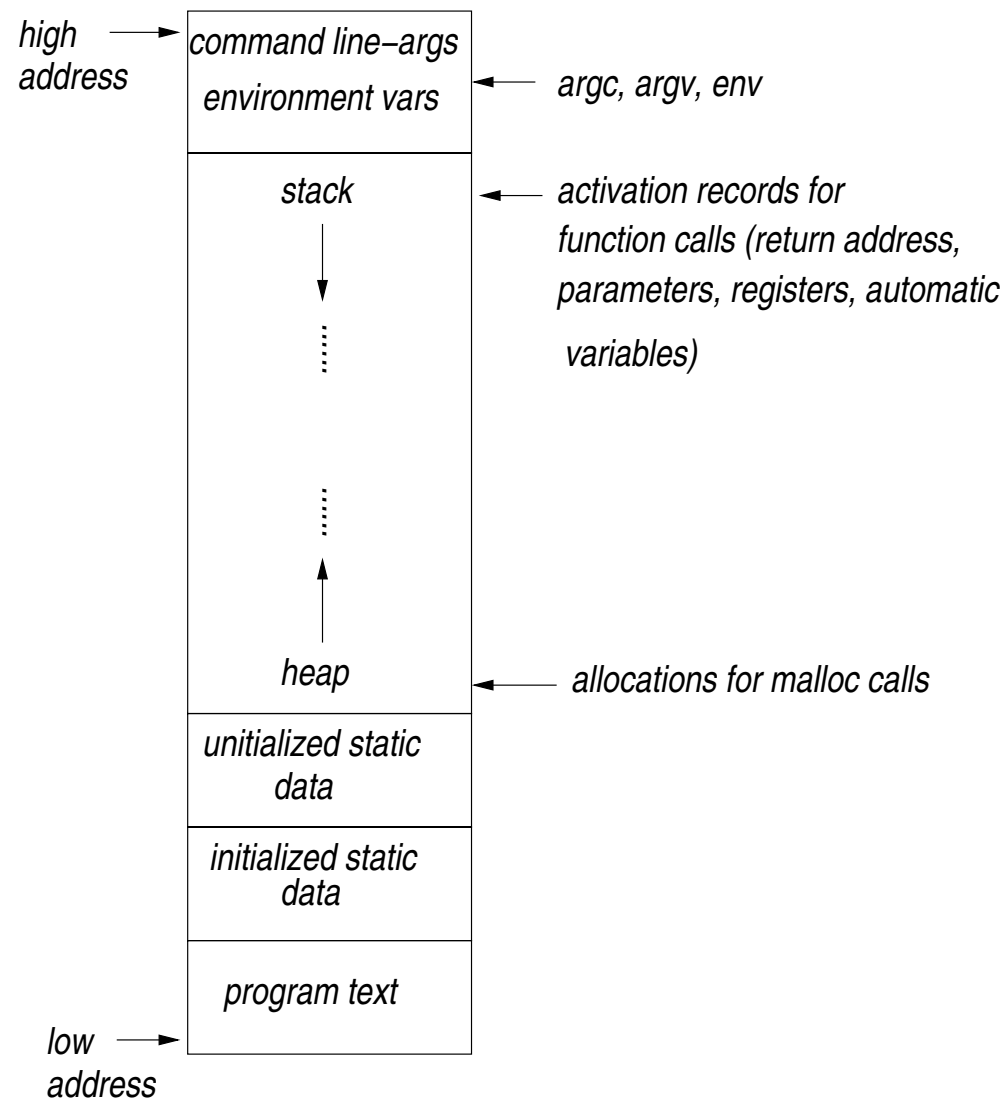 high
address
command line–args
environment vars
argc, argv, env
stack
activation records for
function calls (return address,
parameters, registers, automatic
variables)
heap
allocations for malloc calls
unitialized static
data
initialized static
data
program text
low
address